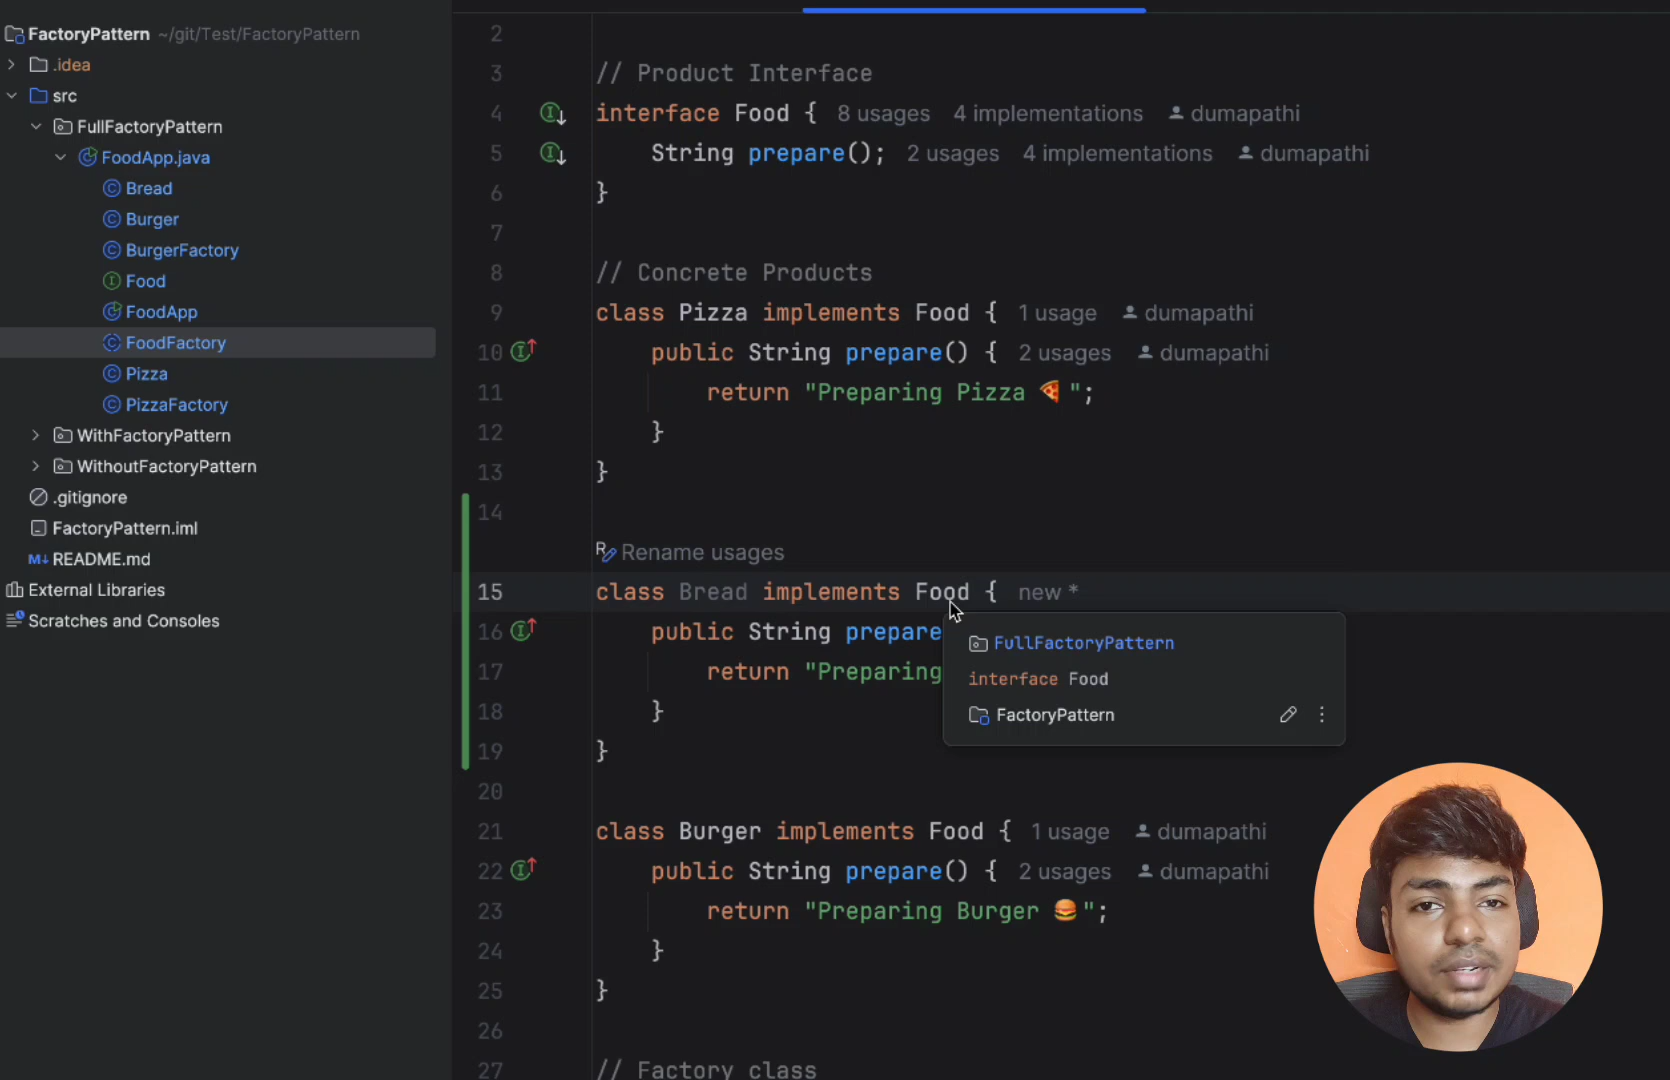 FactoryPattern ~/git/Test/FactoryPattern
.idea
src
FullFactoryPattern
FoodApp.java
Bread
Burger
BurgerFactory
Food
FoodApp
FoodFactory
Pizza
PizzaFactory
WithFactoryPattern
WithoutFactoryPattern
.gitignore
FactoryPattern.iml
M↓ README.md
External Libraries
Scratches and Consoles
2
3 // Product Interface
4 interface Food { 8 usages 4 implementations dumapathi
5 String prepare(); 2 usages 4 implementations dumapathi
6 }
7
8 // Concrete Products
9 class Pizza implements Food { 1 usage dumapathi
10 public String prepare() { 2 usages dumapathi
11 return "Preparing Pizza 🍕 ";
12 }
13 }
14
Rename usages
15 class Bread implements Food { new *
16 public String prepare
17 return "Preparing
18 }
19 }
FullFactoryPattern
interface Food
FactoryPattern
20
21 class Burger implements Food { 1 usage dumapathi
22 public String prepare() { 2 usages dumapathi
23 return "Preparing Burger 🍔";
24 }
25 }
26
27 // Factory class